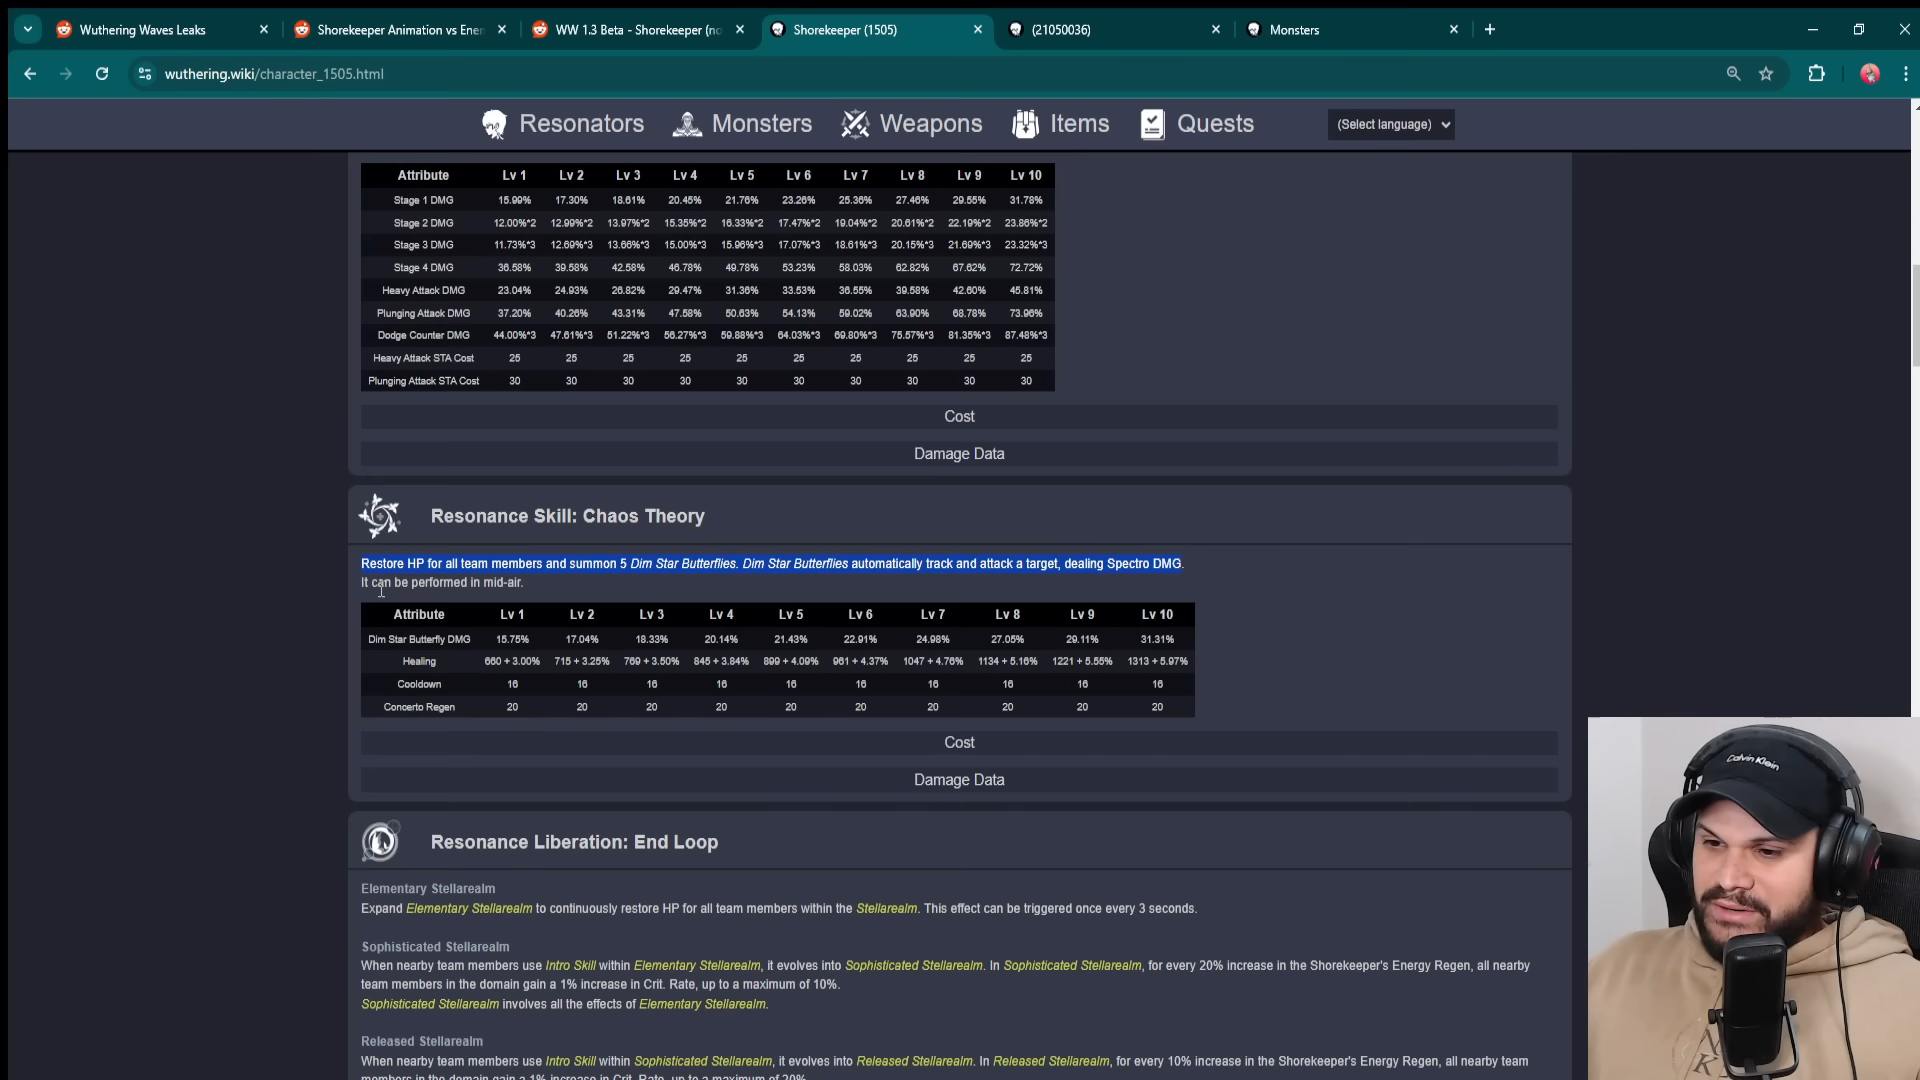 Wuthering Waves Leaks
Shorekeeper Animation vs Ener
WW 1.3 Beta - Shorekeeper (no
Shorekeeper (1505)
(21050036)
Monsters
wuthering.wiki/character_1505.html
Resonators Monsters Weapons Items Quests (Select language)
Attribute Lv 1 Lv 2 Lv 3 Lv 4 Lv 5 Lv 6 Lv 7 Lv 8 Lv 9 Lv 10
Stage 1 DMG 15.99% 17.30% 18.61% 20.45% 21.76% 23.26% 25.36% 27.46% 29.55% 31.78%
Stage 2 DMG 12.00%*2 12.99%*2 13.97%*2 15.35%*2 16.33%*2 17.47%*2 19.04%*2 20.61%*2 22.19%*2 23.86%*2
Stage 3 DMG 11.73%*3 12.69%*3 13.66%*3 15.00%*3 15.96%*3 17.07%*3 18.61%*3 20.15%*3 21.69%*3 23.32%*3
Stage 4 DMG 36.58% 39.58% 42.58% 46.78% 49.78% 53.23% 58.03% 62.82% 67.62% 72.72%
Heavy Attack DMG 23.04% 24.93% 26.82% 29.47% 31.36% 33.53% 36.55% 39.58% 42.60% 45.81%
Plunging Attack DMG 37.20% 40.26% 43.31% 47.58% 50.63% 54.13% 59.02% 63.90% 68.78% 73.96%
Dodge Counter DMG 44.00%*3 47.61%*3 51.22%*3 56.27%*3 59.88%*3 64.03%*3 69.80%*3 75.57%*3 81.35%*3 87.48%*3
Heavy Attack STA Cost 25 25 25 25 25 25 25 25 25 25
Plunging Attack STA Cost 30 30 30 30 30 30 30 30 30 30
Cost
Damage Data
Resonance Skill: Chaos Theory
Restore HP for all team members and summon 5 Dim Star Butterflies. Dim Star Butterflies automatically track and attack a target, dealing Spectro DMG.
It can be performed in mid-air.
Attribute Lv 1 Lv 2 Lv 3 Lv 4 Lv 5 Lv 6 Lv 7 Lv 8 Lv 9 Lv 10
Dim Star Butterfly DMG 15.75% 17.04% 18.33% 20.14% 21.43% 22.91% 24.98% 27.05% 29.11% 31.31%
Healing 660 + 3.00% 715 + 3.25% 769 + 3.50% 845 + 3.84% 899 + 4.09% 961 + 4.37% 1047 + 4.76% 1134 + 5.16% 1221 + 5.55% 1313 + 5.97%
Cooldown 16 16 16 16 16 16 16 16 16 16
Concerto Regen 20 20 20 20 20 20 20 20 20 20
Cost
Damage Data
Resonance Liberation: End Loop
Elementary Stellarealm
Expand Elementary Stellarealm to continuously restore HP for all team members within the Stellarealm. This effect can be triggered once every 3 seconds.
Sophisticated Stellarealm
When nearby team members use Intro Skill within Elementary Stellarealm, it evolves into Sophisticated Stellarealm. In Sophisticated Stellarealm, for every 20% increase in the Shorekeeper's Energy Regen, all nearby
team members in the domain gain a 1% increase in Crit. Rate, up to a maximum of 10%.
Sophisticated Stellarealm involves all the effects of Elementary Stellarealm.
Released Stellarealm
When nearby team members use Intro Skill within Sophisticated Stellarealm, it evolves into Released Stellarealm. In Released Stellarealm, for every 10% increase in the Shorekeeper's Energy Regen, all nearby team
members in the domain gain a 1% increase in Crit. Rate, up to a maximum of 20%.
Calvin Klein